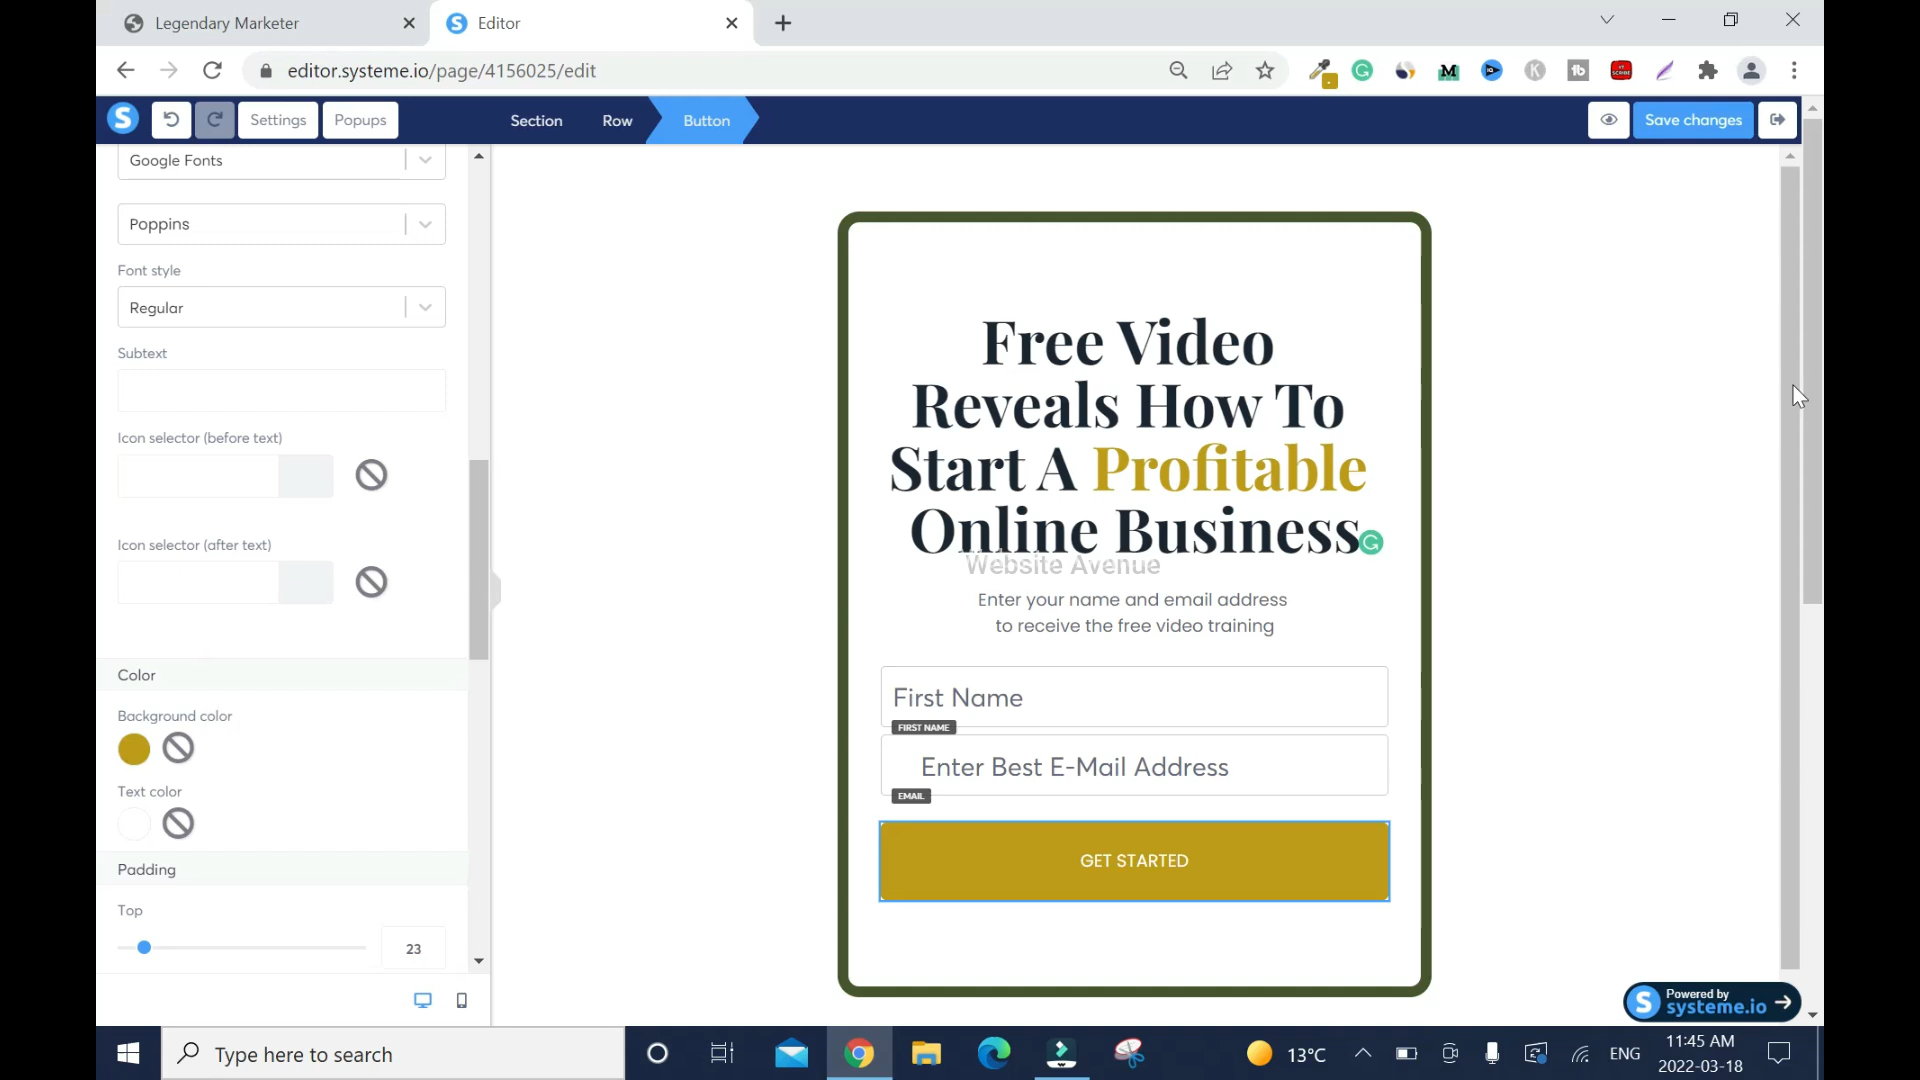 Legendary Marketer
Editor
editor.systeme.io/page/4156025/edit
Settings
Popups
Section
Row
Button
Save changes
Google Fonts
Poppins
Font style
Regular
Subtext
Icon selector (before text)
Icon selector (after text)
Color
Background color
Text color
Padding
Top
23
Free Video
Reveals How To
Start A Profitable
Online Business
Website Avenue
Enter your name and email address
to receive the free video training
First Name
FIRST NAME
Enter Best E-Mail Address
EMAIL
GET STARTED
Powered by
systeme.io
Type here to search
13°C
ENG
11:45 AM
2022-03-18